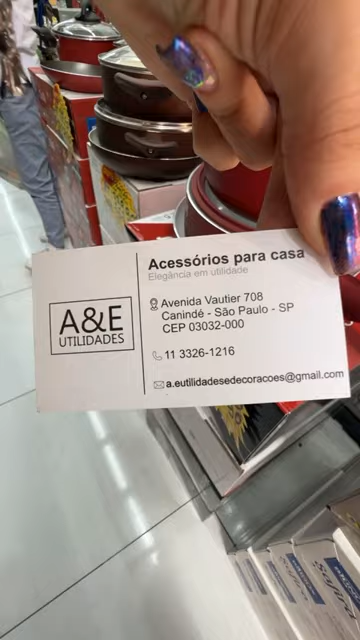 A&E
UTILIDADES
Acessórios para casa
Elegância em utilidade
Avenida Vautier 708
Canindé - São Paulo - SP
CEP 03032-000
11 3326-1216
a.eutilidadesedecoracoes@gmail.com